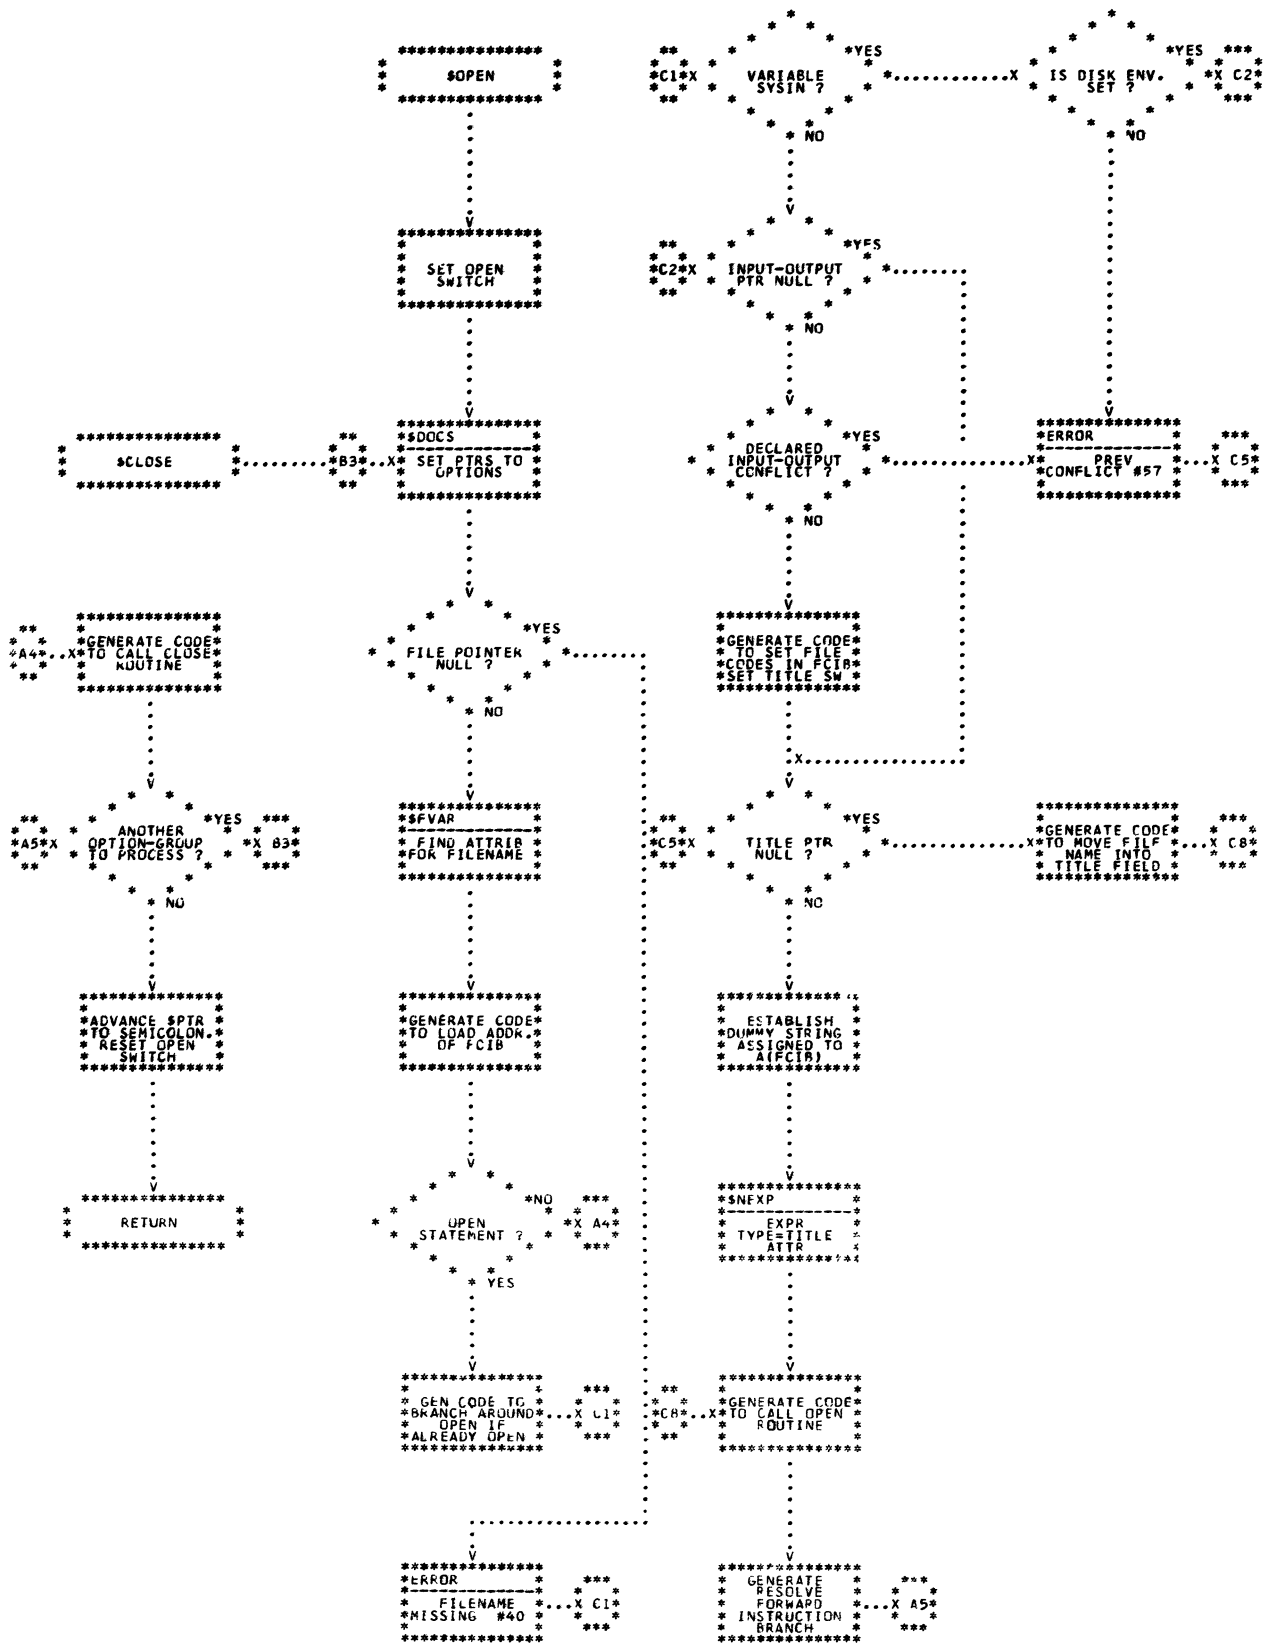 $OPEN
C1
VARIABLE
SYSIN ?
YES
NO
IS DISK ENV.
SET ?
YES
C2
NO
SET OPEN
SWITCH
C2
INPUT-OUTPUT
PTR NULL ?
YES
NO
$CLOSE
B3
$DOCS
SET PTRS TO
OPTIONS
DECLARED
INPUT-OUTPUT
CONFLICT ?
YES
NO
ERROR
PREV
CONFLICT #57
C5
A4
GENERATE CODE
TO CALL CLOSE
ROUTINE
FILE POINTER
NULL ?
YES
NO
GENERATE CODE
TO SET FILE
CODES IN FCIB
SET TITLE SW
A5
ANOTHER
OPTION-GROUP
TO PROCESS ?
YES
B3
NO
$FVAR
FIND ATTRIB
FOR FILENAME
C5
TITLE PTR
NULL ?
YES
NO
GENERATE CODE
TO MOVE FILE
NAME INTO
TITLE FIELD
C8
ADVANCE $PTR
TO SEMICOLON.
RESET OPEN
SWITCH
GENERATE CODE
TO LOAD ADDR.
OF FCIB
ESTABLISH
DUMMY STRING
ASSIGNED TO
A(FCIB)
RETURN
OPEN
STATEMENT ?
NO
A4
YES
$NEXP
EXPR
TYPE=TITLE
ATTR
GEN CODE TO
BRANCH AROUND
OPEN IF
ALREADY OPEN
C1
C8
GENERATE CODE
TO CALL OPEN
ROUTINE
ERROR
FILENAME
MISSING #40
C1
GENERATE
RESOLVE
FORWARD
INSTRUCTION
BRANCH
A5